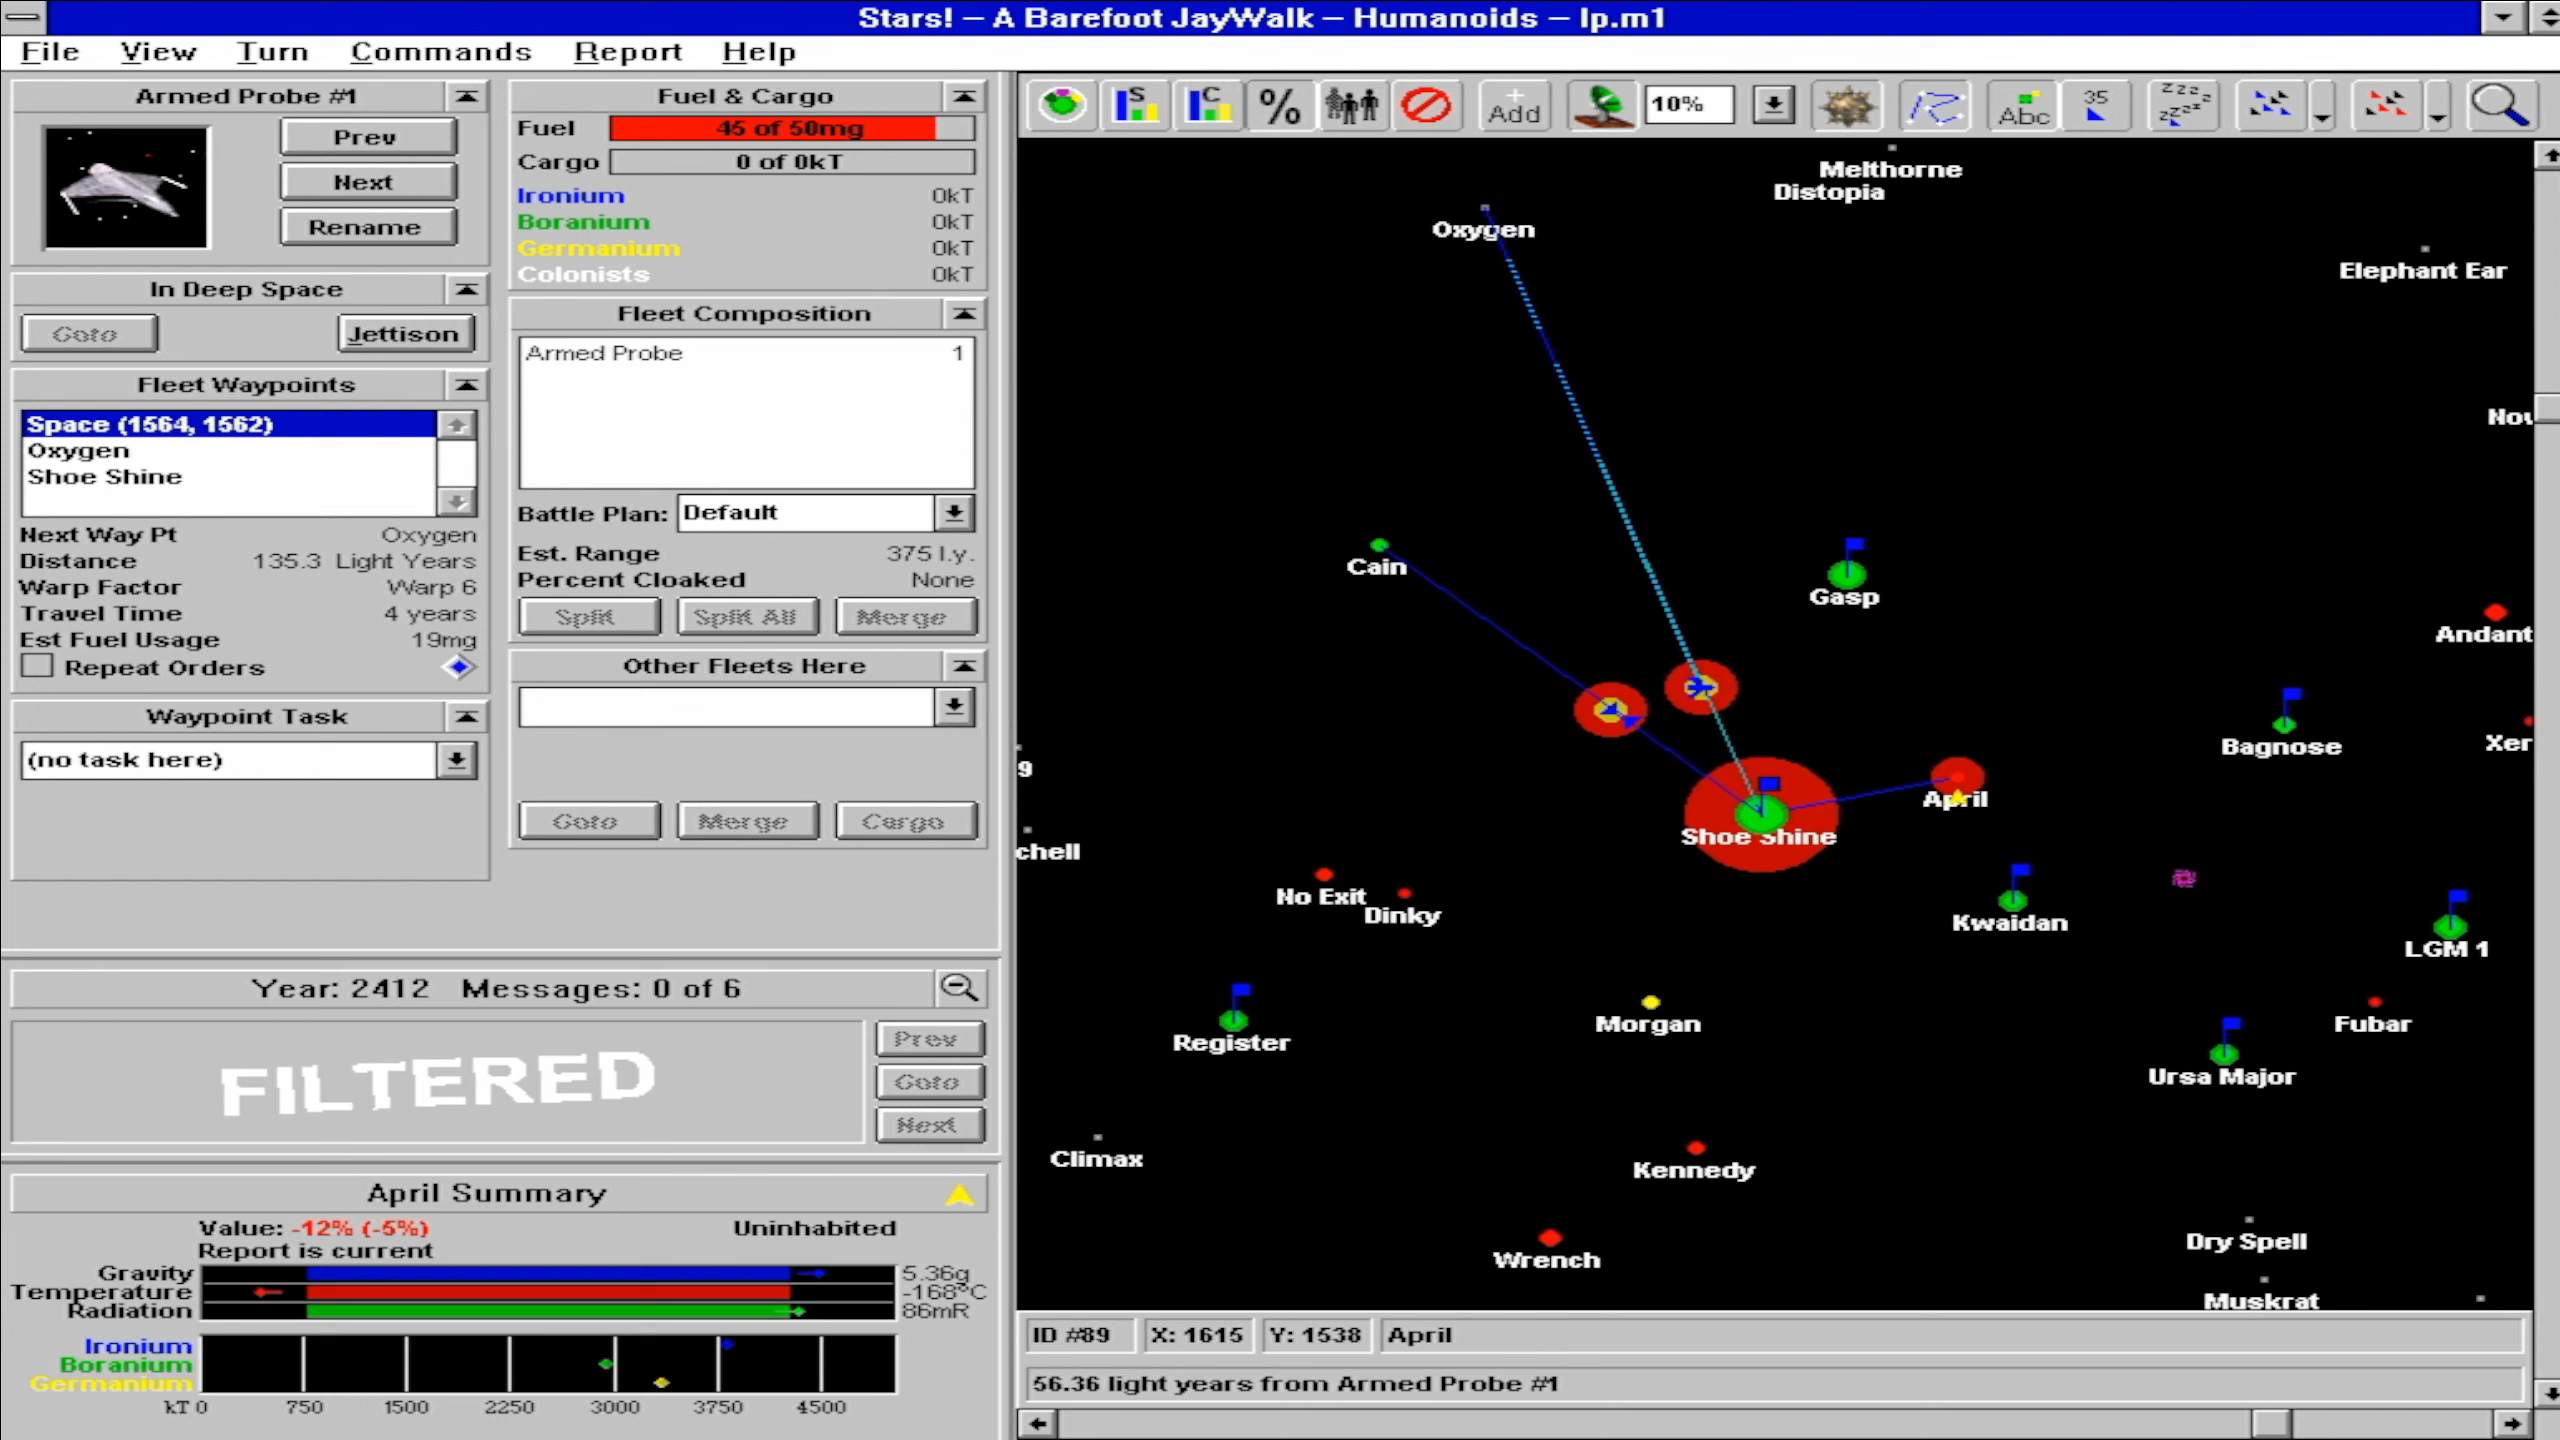 Stars! – A Barefoot JayWalk – Humanoids – lp.m1
File View Turn Commands Report Help
Armed Probe #1
Prev
Next
Rename
In Deep Space
Goto Jettison
Fleet Waypoints
Space (1564, 1562)
Oxygen
Shoe Shine
Next Way Pt Oxygen
Distance 135.3 Light Years
Warp Factor Warp 6
Travel Time 4 years
Est Fuel Usage 19mg
Repeat Orders
Waypoint Task
(no task here)
Fuel & Cargo
Fuel 45 of 50mg
Cargo 0 of 0kT
Ironium 0kT
Boranium 0kT
Germanium 0kT
Colonists 0kT
Fleet Composition
Armed Probe 1
Battle Plan: Default
Est. Range 375 l.y.
Percent Cloaked None
Split Split All Merge
Other Fleets Here
Goto Merge Cargo
Year: 2412 Messages: 0 of 6
FILTERED
Prev
Goto
Next
April Summary
Value: -12% (-5%) Uninhabited
Report is current
Gravity 5.36g
Temperature -168°C
Radiation 86mR
Ironium
Boranium
Germanium
kT 0 750 1500 2250 3000 3750 4500
S C % Add 10% Abc 35 ZZZz zzzz
Melthorne
Distopia
Oxygen
Elephant Ear
Nov
Cain
Gasp
Andant
Bagnose
Xer
9
April
Shoe Shine
chell
No Exit
Dinky
Kwaidan
LGM 1
Morgan
Fubar
Register
Ursa Major
Climax
Kennedy
Dry Spell
Wrench
Muskrat
ID #89 X: 1615 Y: 1538 April
56.36 light years from Armed Probe #1